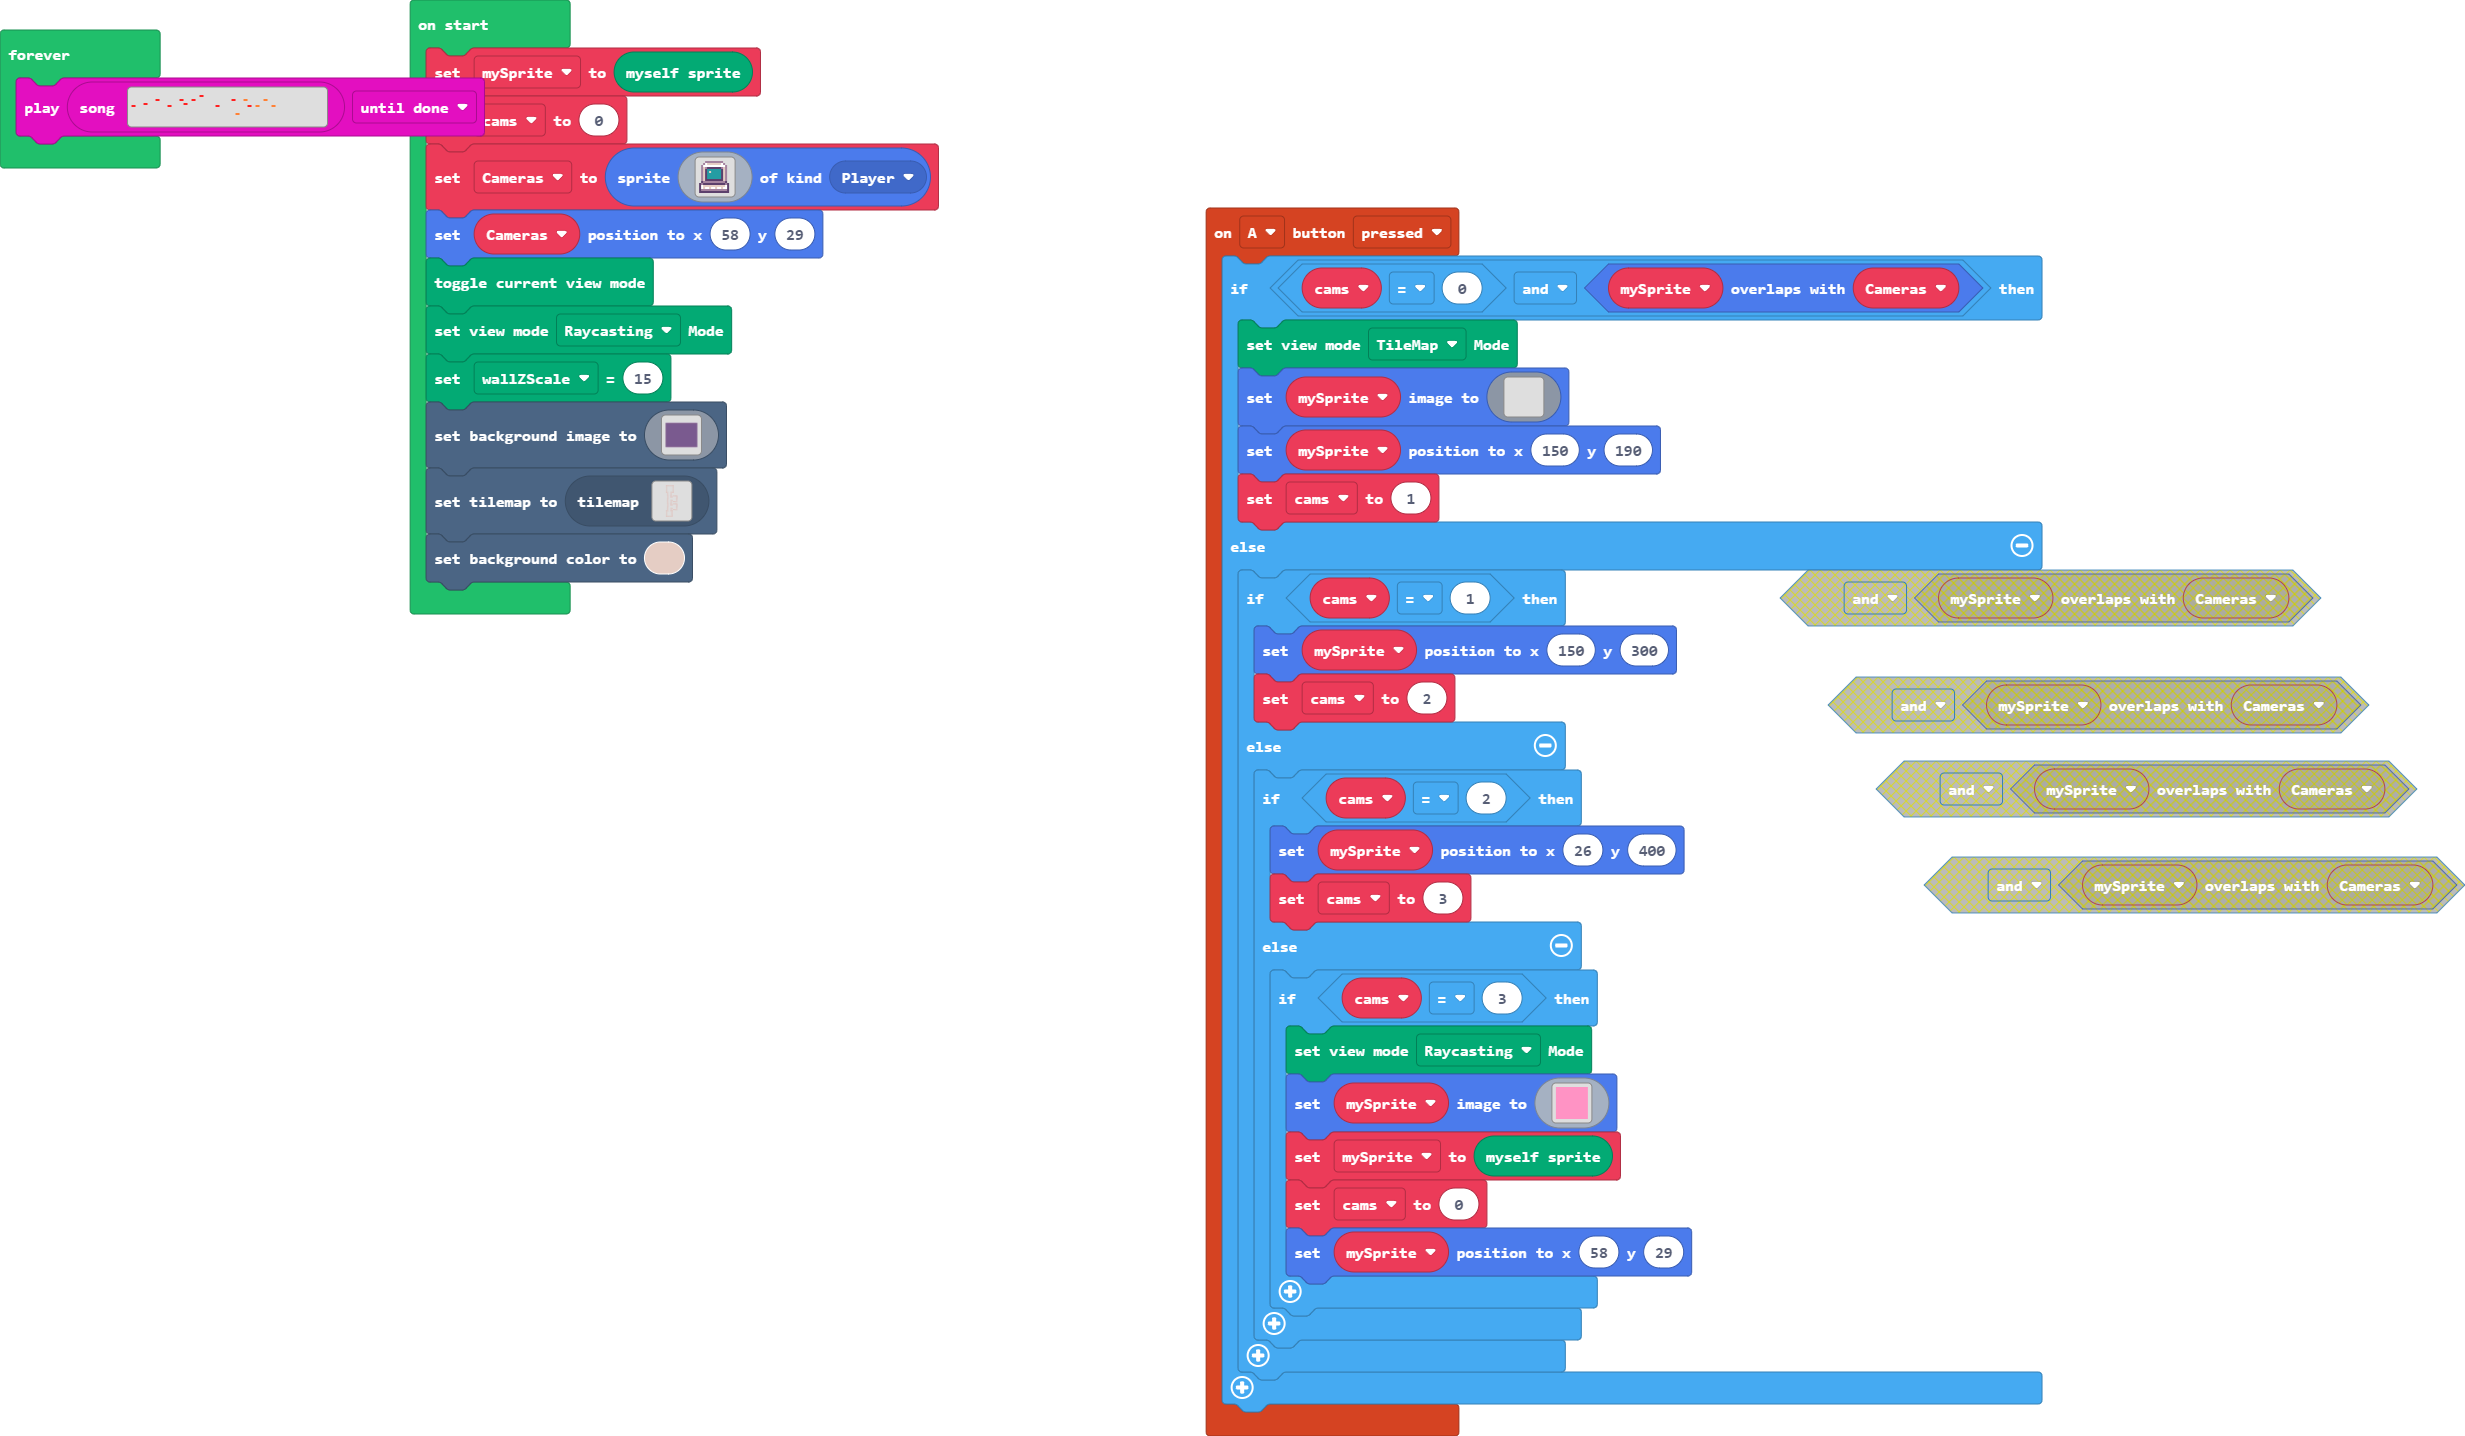 forever
play song until done
on start
set mySprite to myself sprite
cams to 0
set Cameras to sprite of kind Player
set Cameras position to x 58 y 29
toggle current view mode
set view mode Raycasting Mode
set wallZScale = 15
set background image to
set tilemap to tilemap
set background color to
on A button pressed
if cams = 0 and mySprite overlaps with Cameras then
set view mode TileMap Mode
set mySprite image to
set mySprite position to x 150 y 190
set cams to 1
else
if cams = 1 then
set mySprite position to x 150 y 300
set cams to 2
else
if cams = 2 then
set mySprite position to x 26 y 400
set cams to 3
else
if cams = 3 then
set view mode Raycasting Mode
set mySprite image to
set mySprite to myself sprite
set cams to 0
set mySprite position to x 58 y 29
and mySprite overlaps with Cameras
and mySprite overlaps with Cameras
and mySprite overlaps with Cameras
and mySprite overlaps with Cameras